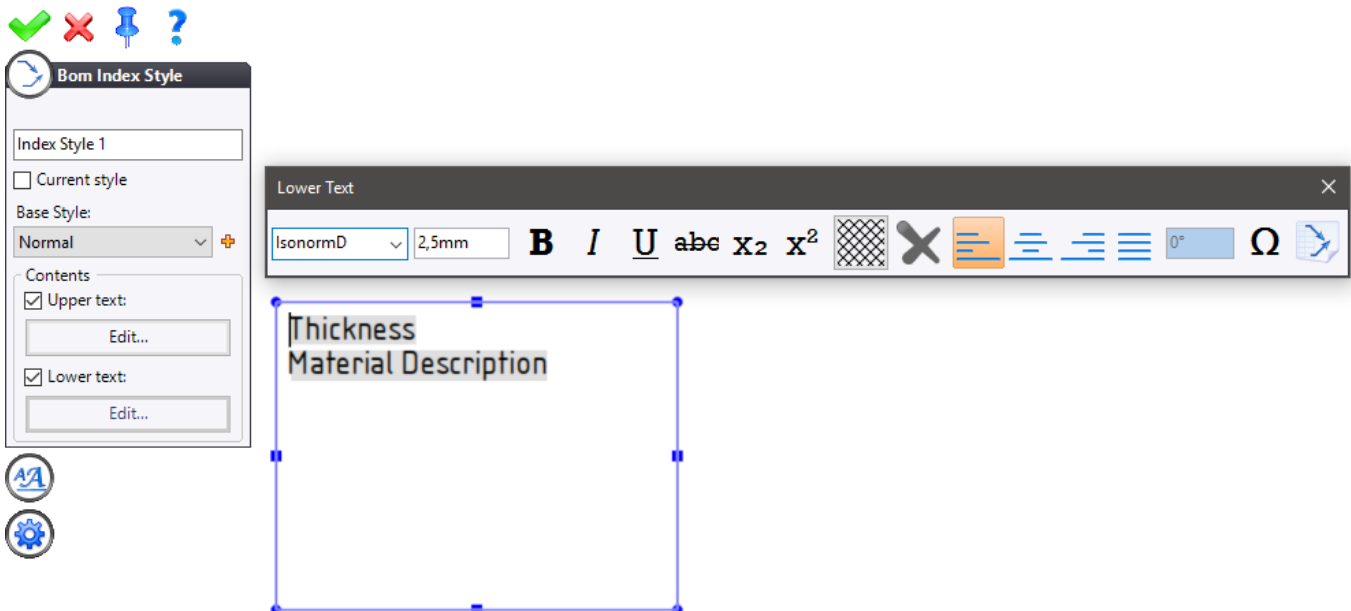 ?
Bom Index Style
Index Style 1
Current style
Base Style:
Normal
Contents
Upper text:
Edit...
Lower text:
Edit...
AA
Lower Text
IsonormD 2,5mm B I U abc x₂ x² 0° Ω
Thickness
Material Description